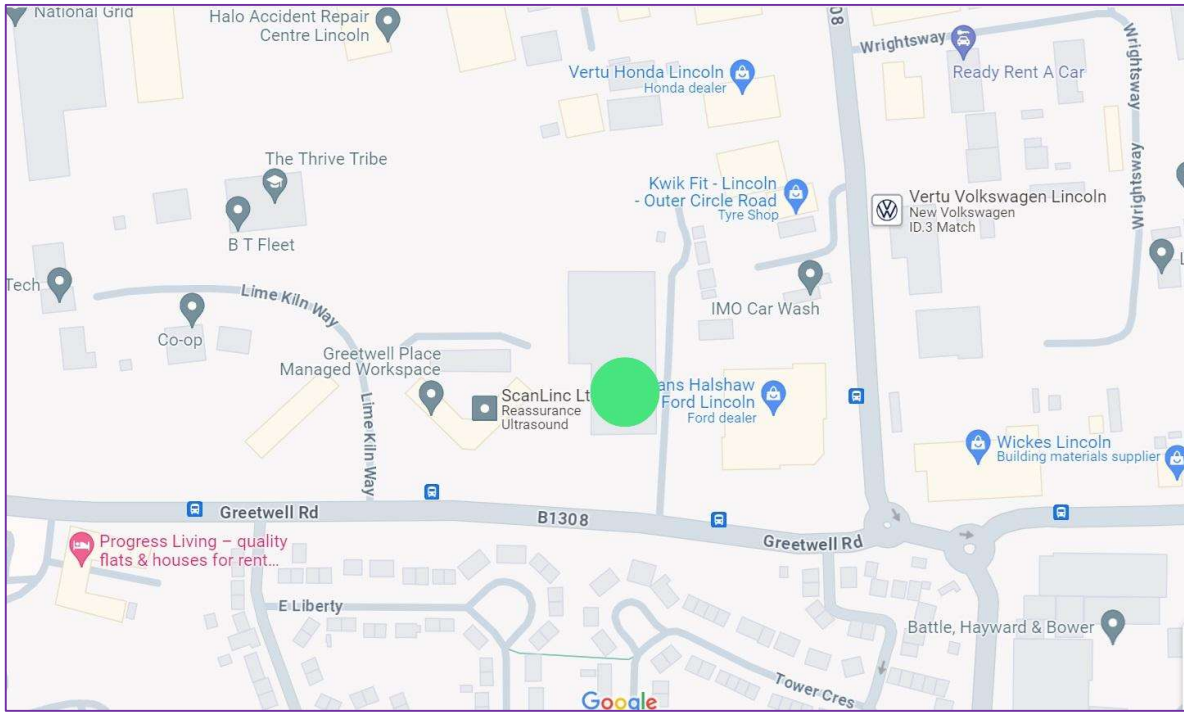 National Grid
Halo Accident Repair
Centre Lincoln
B1308
Wrightsway
Ready Rent A Car
Wrightsway
Wrightsway
Vertu Honda Lincoln
Honda dealer
The Thrive Tribe
B T Fleet
Kwik Fit - Lincoln
- Outer Circle Road
Tyre Shop
Vertu Volkswagen Lincoln
New Volkswagen
ID.3 Match
Tech
Lime Kiln Way
Co-op
IMO Car Wash
Greetwell Place
Managed Workspace
Lime Kiln Way
ScanLinc Lt
Reassurance
Ultrasound
ans Halshaw
Ford Lincoln
Ford dealer
Wickes Lincoln
Building materials supplier
Greetwell Rd
B1308
Greetwell Rd
Progress Living – quality
flats & houses for rent...
E Liberty
Battle, Hayward & Bower
Tower Cres
Google